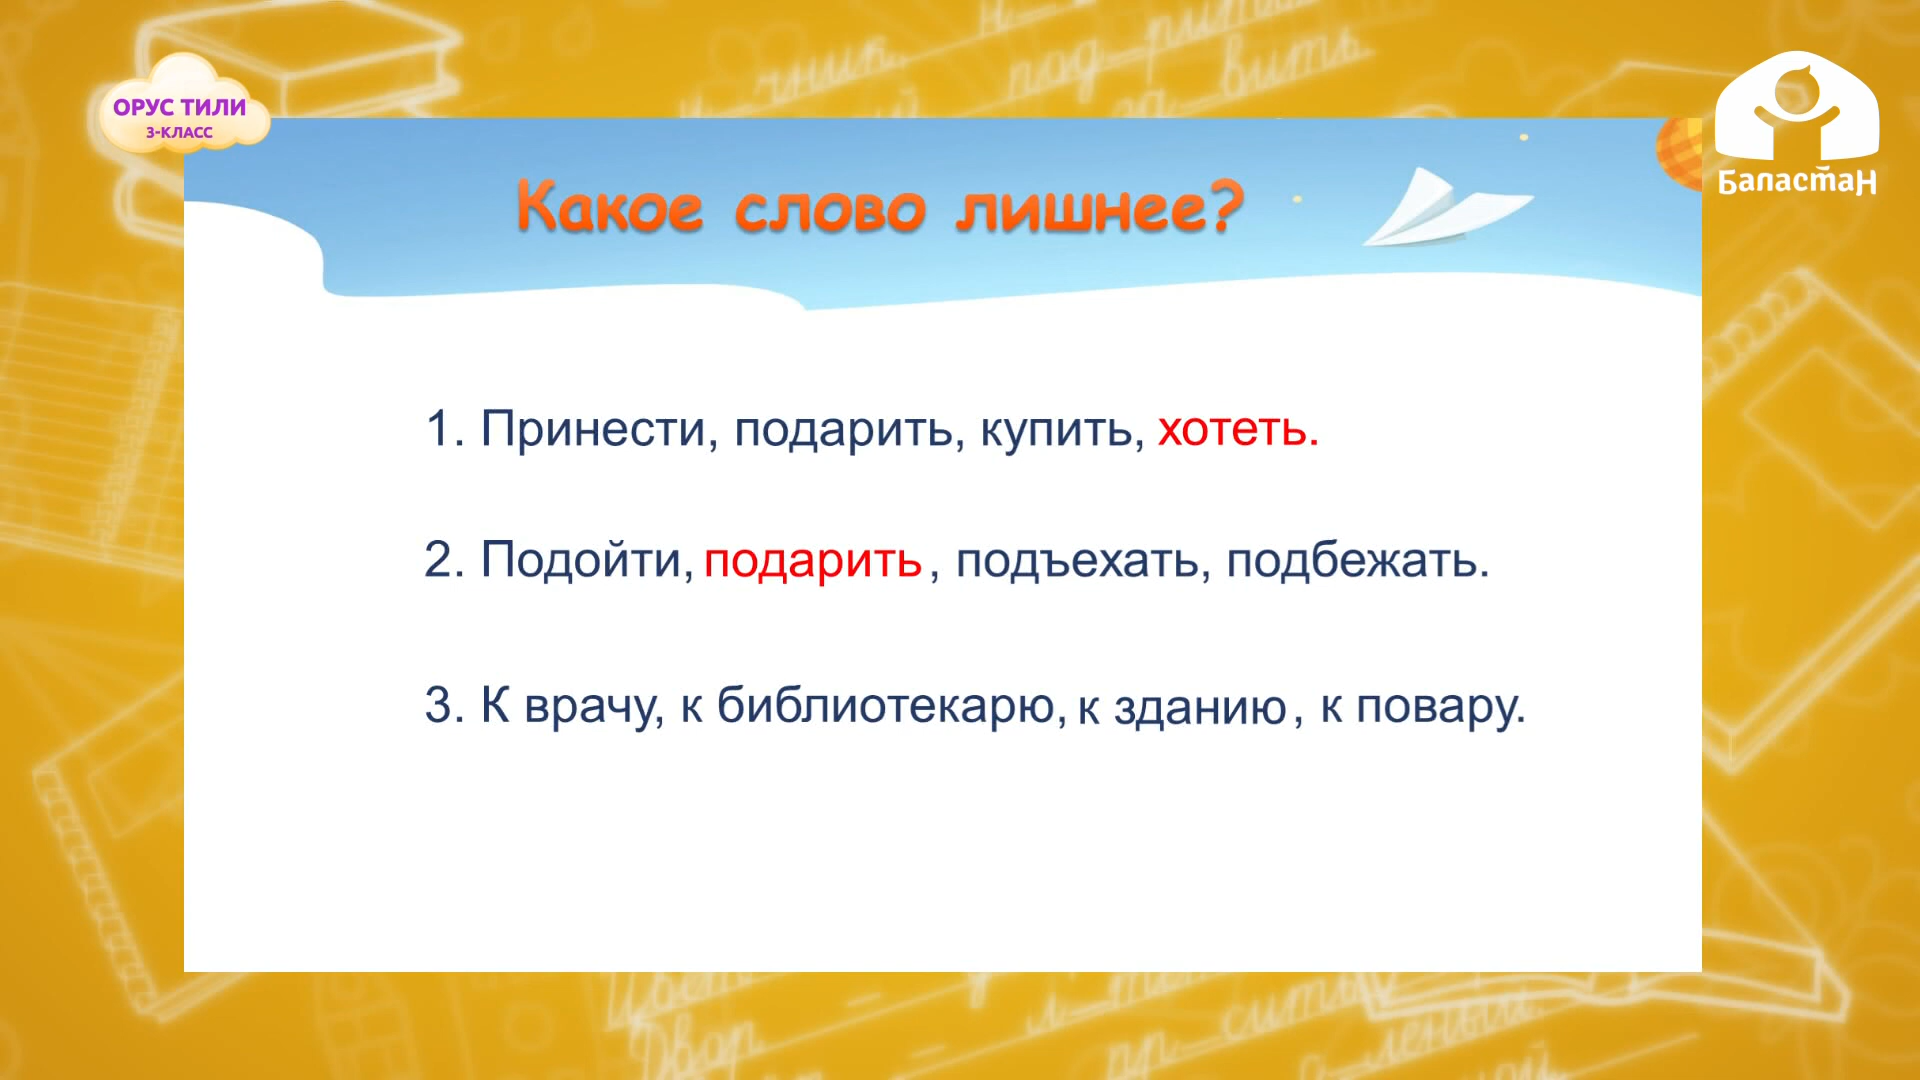 ОРУС ТИЛИ
3-КЛАСС
Баластан
Какое слово лишнее?
1. Принести, подарить, купить, хотеть.
2. Подойти, подарить , подъехать, подбежать.
3. К врачу, к библиотекарю, к зданию , к повару.